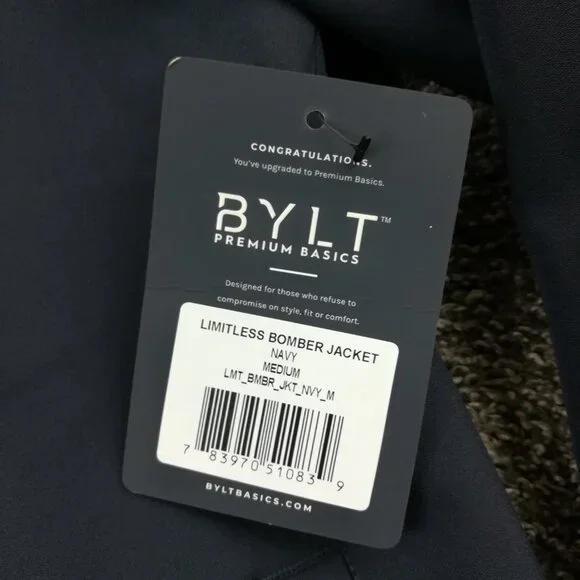 CONGRATULATIONS.
You've upgraded to Premium Basics.
BYLT™
PREMIUM BASICS
Designed for those who refuse to
compromise on style, fit or comfort.
LIMITLESS BOMBER JACKET
NAVY
MEDIUM
LMT_BMBR_JKT_NVY_M
7 83970 51083 9
BYLTBASICS.COM